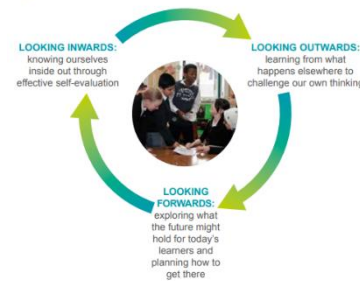 LOOKING INWARDS:
knowing ourselves
inside out through
effective self-evaluation
LOOKING OUTWARDS:
learning from what
happens elsewhere to
challenge our own thinking
LOOKING
FORWARDS:
exploring what
the future might
hold for today's
learners and
planning how to
get there